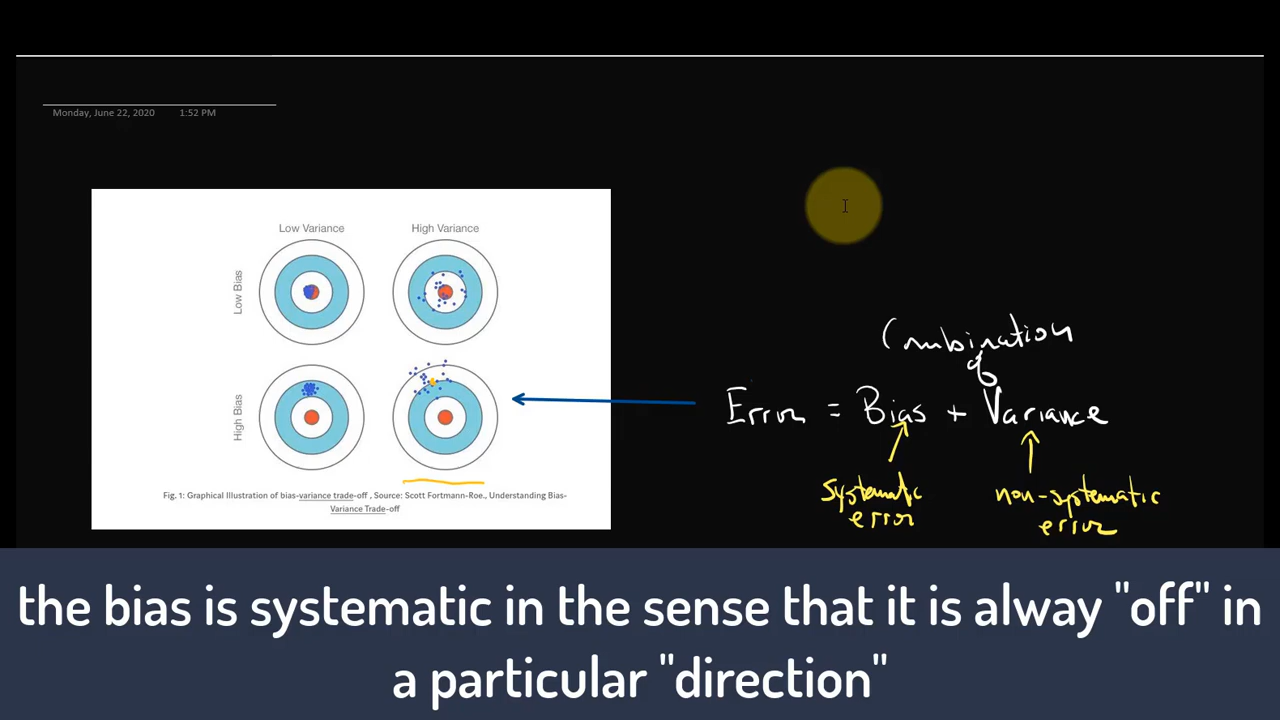 Monday, June 22, 2020 1:52 PM
Low Variance High Variance
Low Bias
High Bias
Fig. 1: Graphical Illustration of bias-variance trade-off , Source: Scott Fortmann-Roe., Understanding Bias-
Variance Trade-off
Combination
of
Error = Bias + Variance
systematic
error
non-systematic
error
the bias is systematic in the sense that it is alway "off" in
a particular "direction"